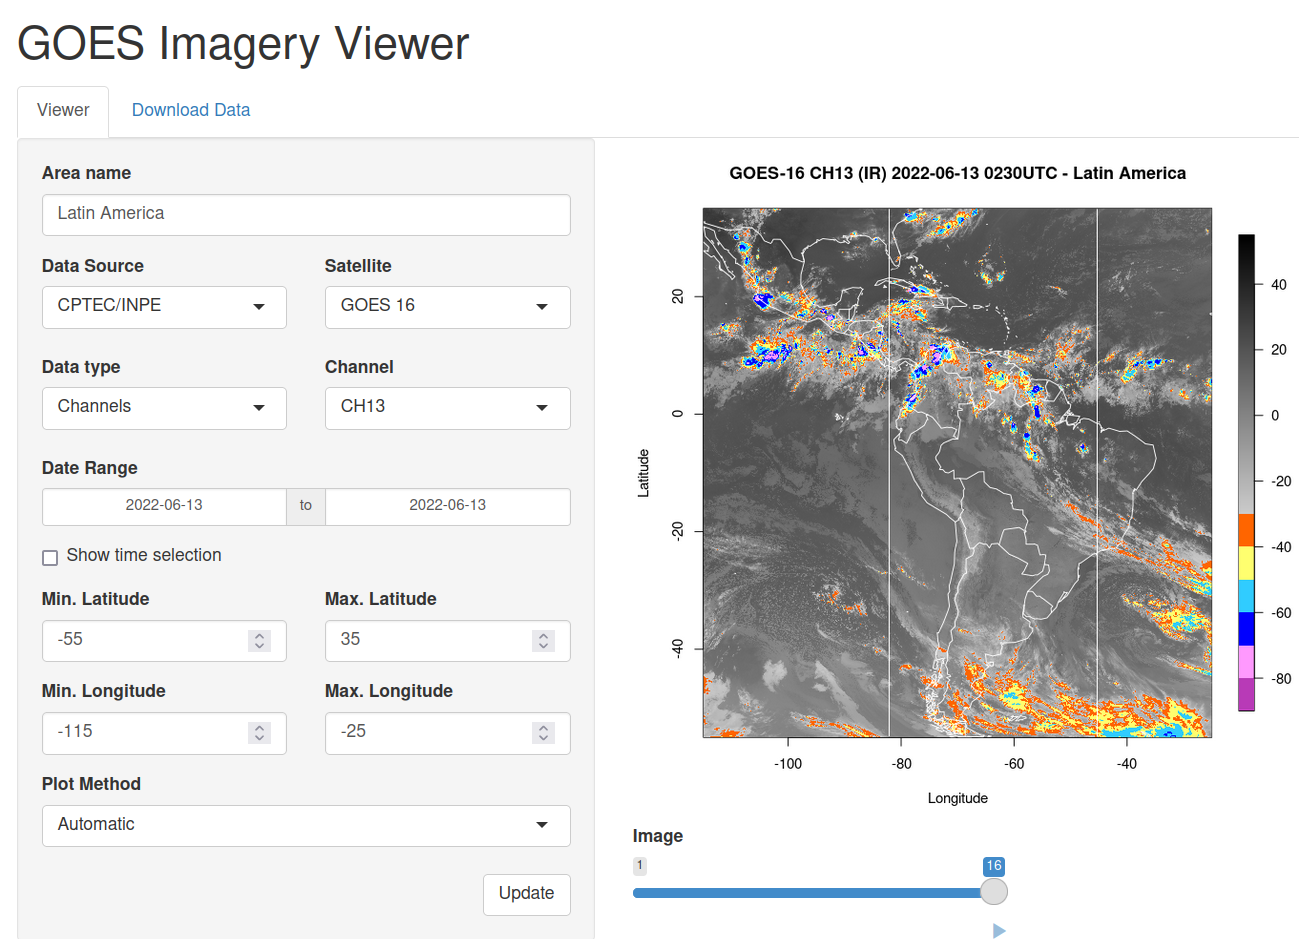 GOES Imagery Viewer
Viewer Download Data
Area name
Latin America
Data Source Satellite
CPTEC/INPE GOES 16
Data type Channel
Channels CH13
Date Range
2022-06-13 to 2022-06-13
Show time selection
Min. Latitude Max. Latitude
-55 35
Min. Longitude Max. Longitude
-115 -25
Plot Method
Automatic
Update
GOES-16 CH13 (IR) 2022-06-13 0230UTC - Latin America
20
0
-20
-40
Latitude
-100 -80 -60 -40
Longitude
40
20
0
-20
-40
-60
-80
Image
1 16